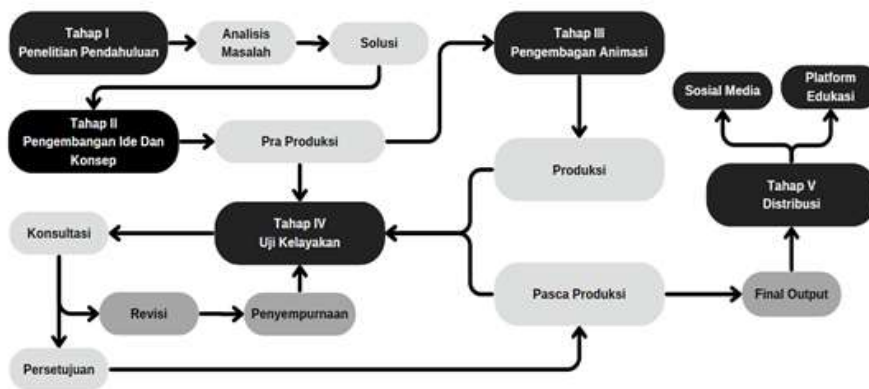 Tahap I
Penelitian Pendahuluan
Analisis
Masalah
Solusi
Tahap III
Pengembagan Animasi
Sosial Media
Platform
Edukasi
Tahap II
Pengembangan Ide Dan
Konsep
Pra Produksi
Produksi
Tahap V
Distribusi
Konsultasi
Tahap IV
Uji Kelayakan
Revisi
Penyempurnaan
Pasca Produksi
Final Output
Persetujuan